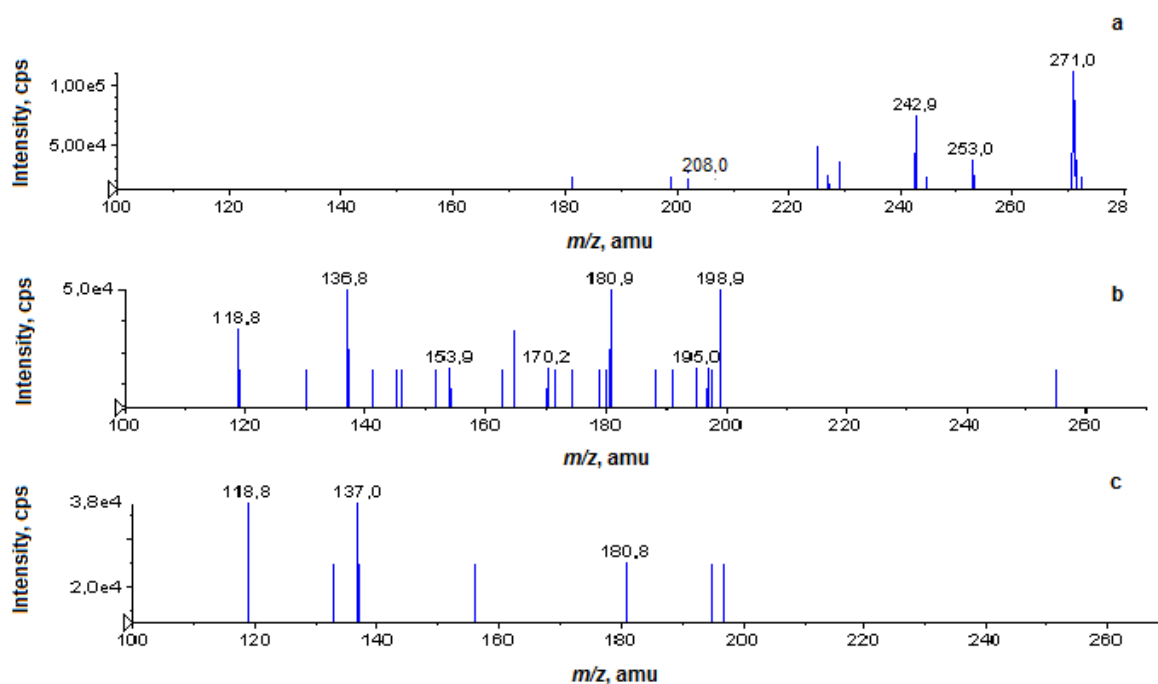 a
Intensity, cps
1,00e5
5,00e4
271,0
242,9
253,0
208,0
100 120 140 160 180 200 220 240 260 28
m/z, amu
b
Intensity, cps
5,0e4
136,8 180,9 198,9
118,8
153,9 170,2 195,0
100 120 140 160 180 200 220 240 260
m/z, amu
c
Intensity, cps
3,8e4
2,0e4
118,8 137,0
180,8
100 120 140 160 180 200 220 240 260
m/z, amu